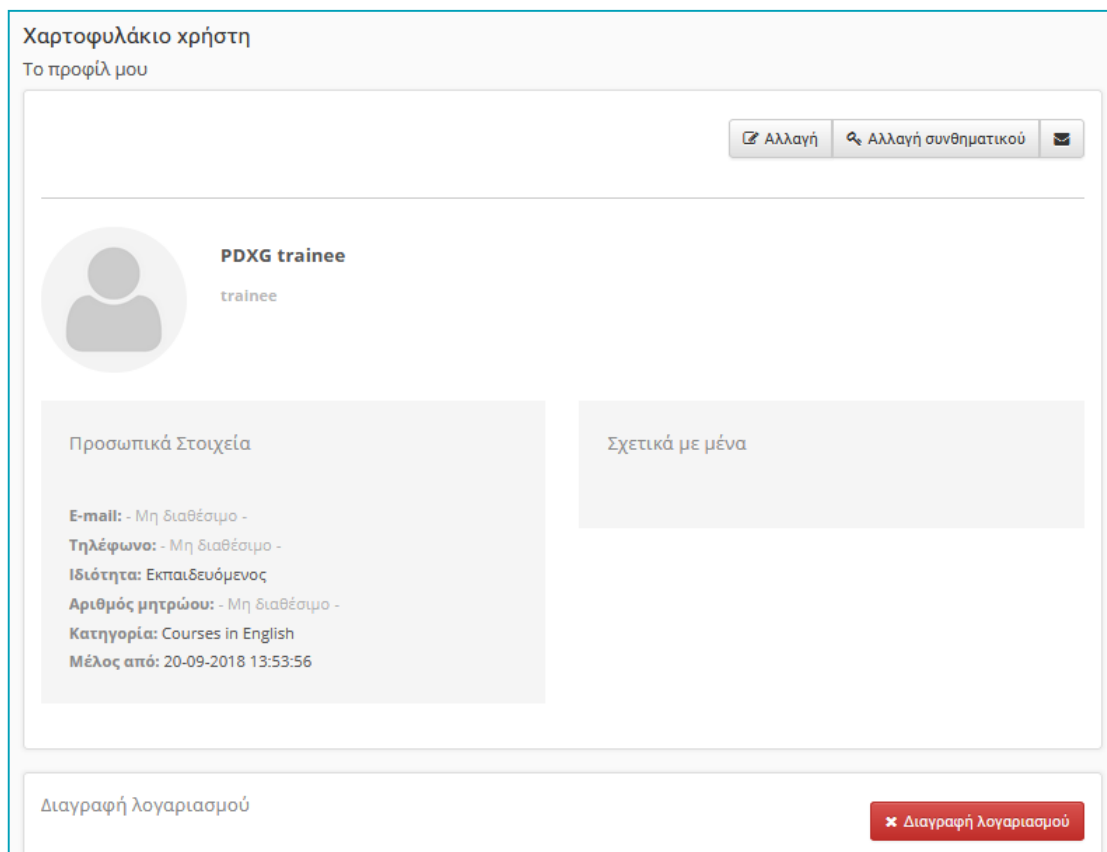 Χαρτοφυλάκιο χρήστη
Το προφίλ μου
Αλλαγή Αλλαγή συνθηματικού
PDXG trainee
trainee
Προσωπικά Στοιχεία
E-mail: - Μη διαθέσιμο -
Τηλέφωνο: - Μη διαθέσιμο -
Ιδιότητα: Εκπαιδευόμενος
Αριθμός μητρώου: - Μη διαθέσιμο -
Κατηγορία: Courses in English
Μέλος από: 20-09-2018 13:53:56
Σχετικά με μένα
Διαγραφή λογαριασμού
Διαγραφή λογαριασμού